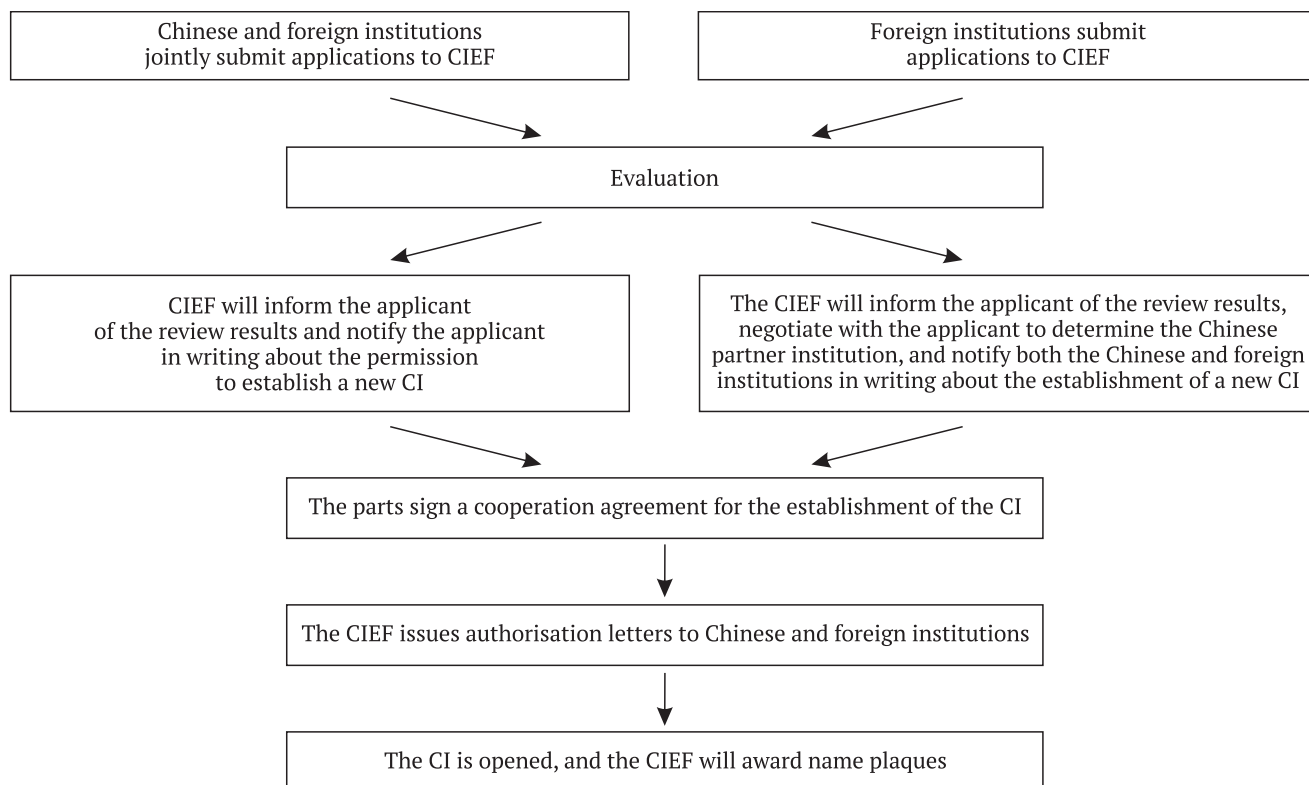 Chinese and foreign institutions
jointly submit applications to CIEF
Foreign institutions submit
applications to CIEF
Evaluation
CIEF will inform the applicant
of the review results and notify the applicant
in writing about the permission
to establish a new CI
The CIEF will inform the applicant of the review results,
negotiate with the applicant to determine the Chinese
partner institution, and notify both the Chinese and foreign
institutions in writing about the establishment of a new CI
The parts sign a cooperation agreement for the establishment of the CI
The CIEF issues authorisation letters to Chinese and foreign institutions
The CI is opened, and the CIEF will award name plaques